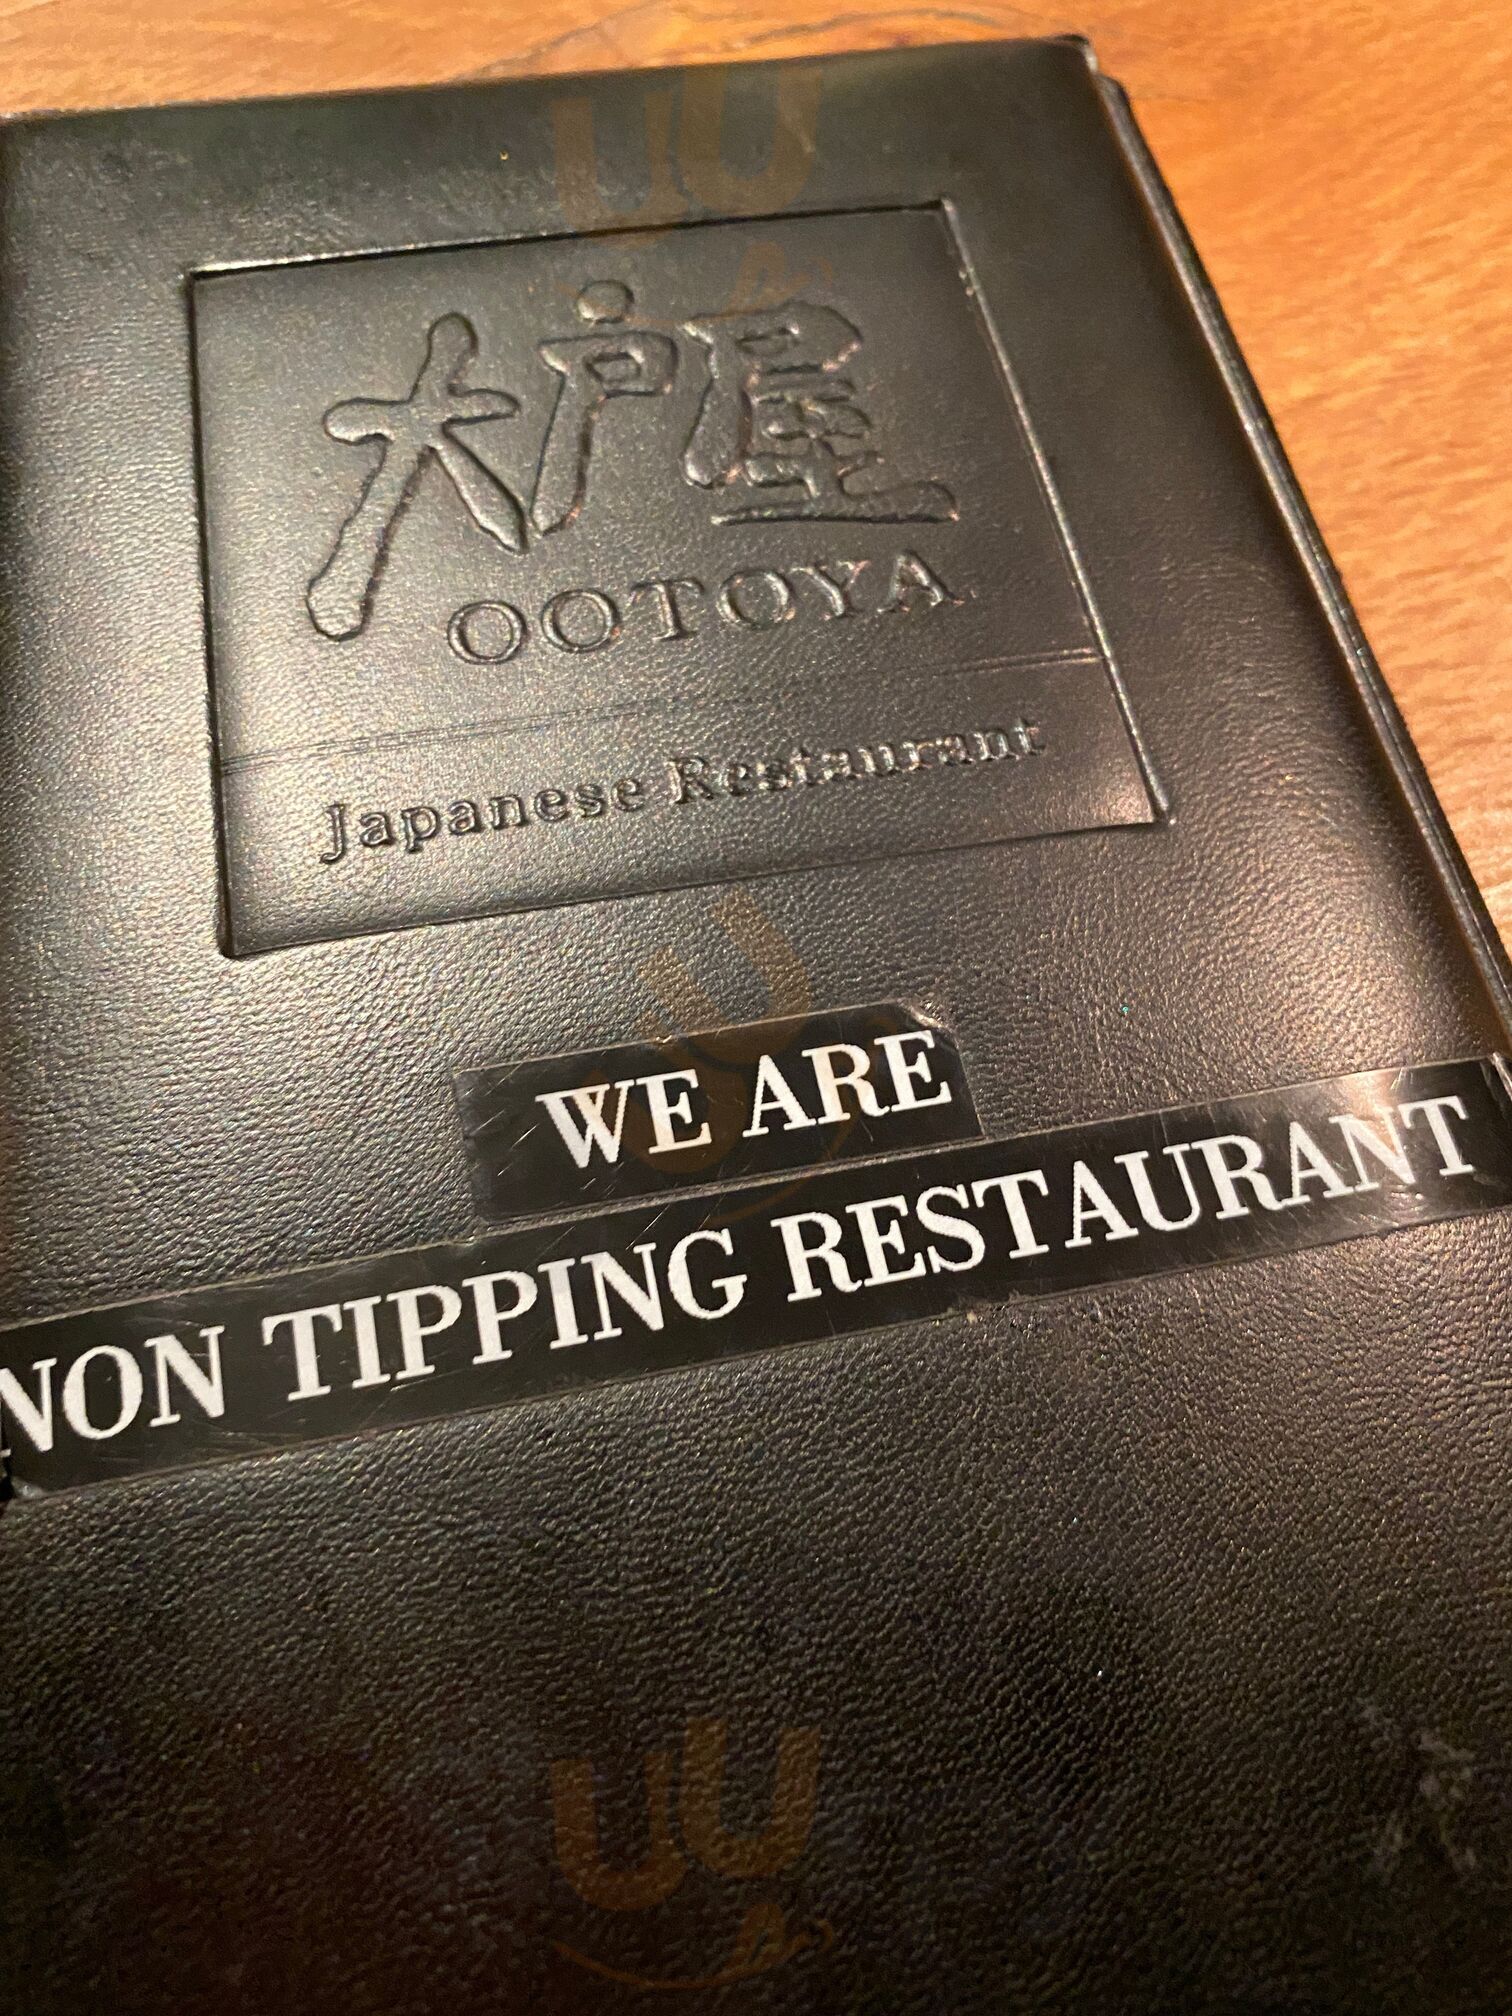 大戸屋
OOTOYA
Japanese Restaurant
WE ARE
NON TIPPING RESTAURANT